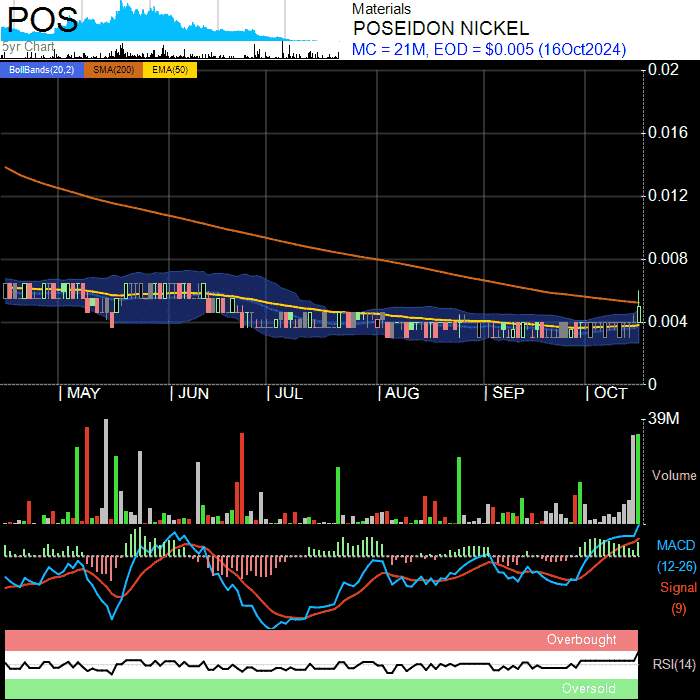 POS
5yr Chart
Materials
POSEIDON NICKEL
MC = 21M, EOD = $0.005 (16Oct2024)
BollBands(20,2) SMA(200) EMA(50)
0.02
0.016
0.012
0.008
0.004
0
MAY JUN JUL AUG SEP OCT
39M
Volume
MACD
(12-26)
Signal
(9)
Overbought
RSI(14)
Oversold